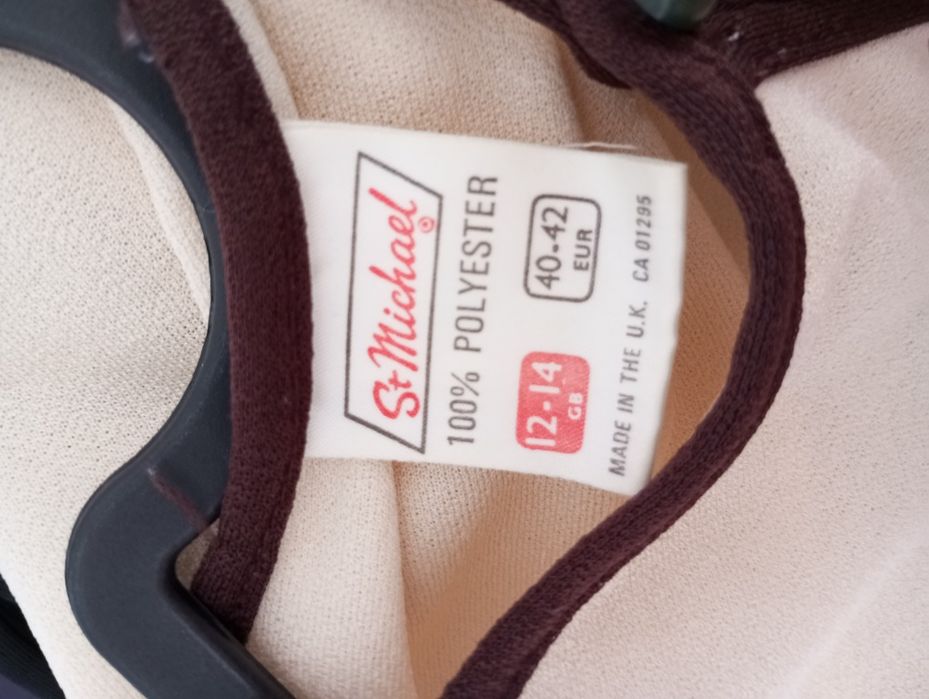 St Michael®
100% POLYESTER
12-14 GB
40-42 EUR
MADE IN THE U.K. CA 01295